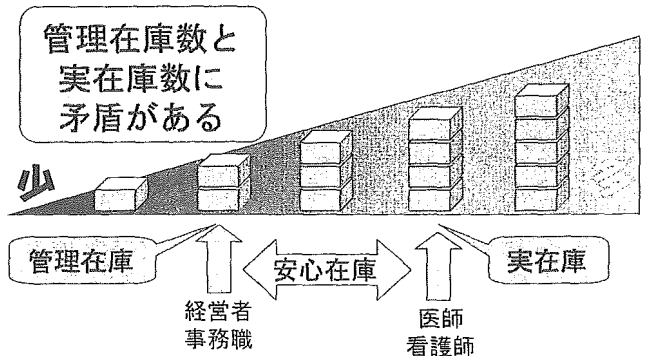 管理在庫数と
実在庫数に
矛盾がある
少
管理在庫
安心在庫
実在庫
経営者
事務職
医師
看護師